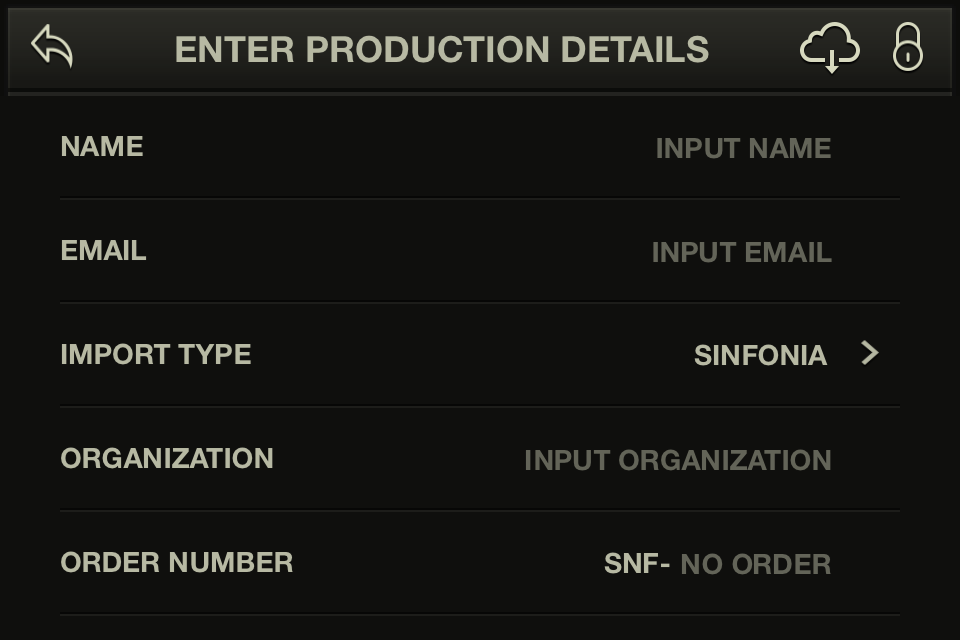 ENTER PRODUCTION DETAILS
NAME INPUT NAME
EMAIL INPUT EMAIL
IMPORT TYPE SINFONIA
ORGANIZATION INPUT ORGANIZATION
ORDER NUMBER SNF- NO ORDER